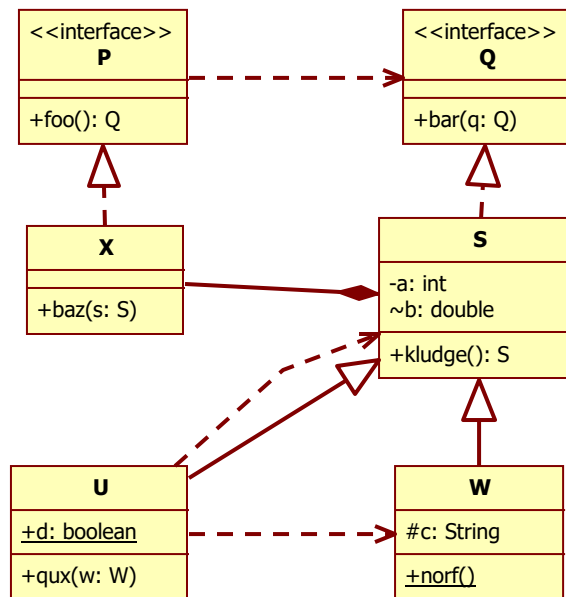 <<interface>>
P
+foo(): Q
<<interface>>
Q
+bar(q: Q)
X
+baz(s: S)
S
-a: int
~b: double
+kludge(): S
U
+d: boolean
+qux(w: W)
W
#c: String
+norf()